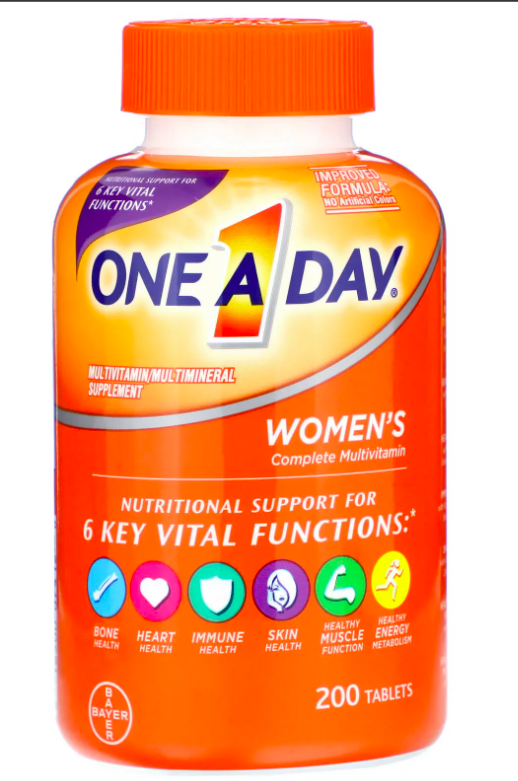 NUTRITIONAL SUPPORT FOR
6 KEY VITAL
FUNCTIONS*
IMPROVED
FORMULA:
NO Artificial Colors
ONE A DAY®
1
MULTIVITAMIN/MULTIMINERAL
SUPPLEMENT
WOMEN'S
Complete Multivitamin
NUTRITIONAL SUPPORT FOR
6 KEY VITAL FUNCTIONS:*
BONE
HEALTH
HEART
HEALTH
IMMUNE
HEALTH
SKIN
HEALTH
HEALTHY
MUSCLE
FUNCTION
HEALTHY
ENERGY
METABOLISM
BAYER
BAYER
200 TABLETS